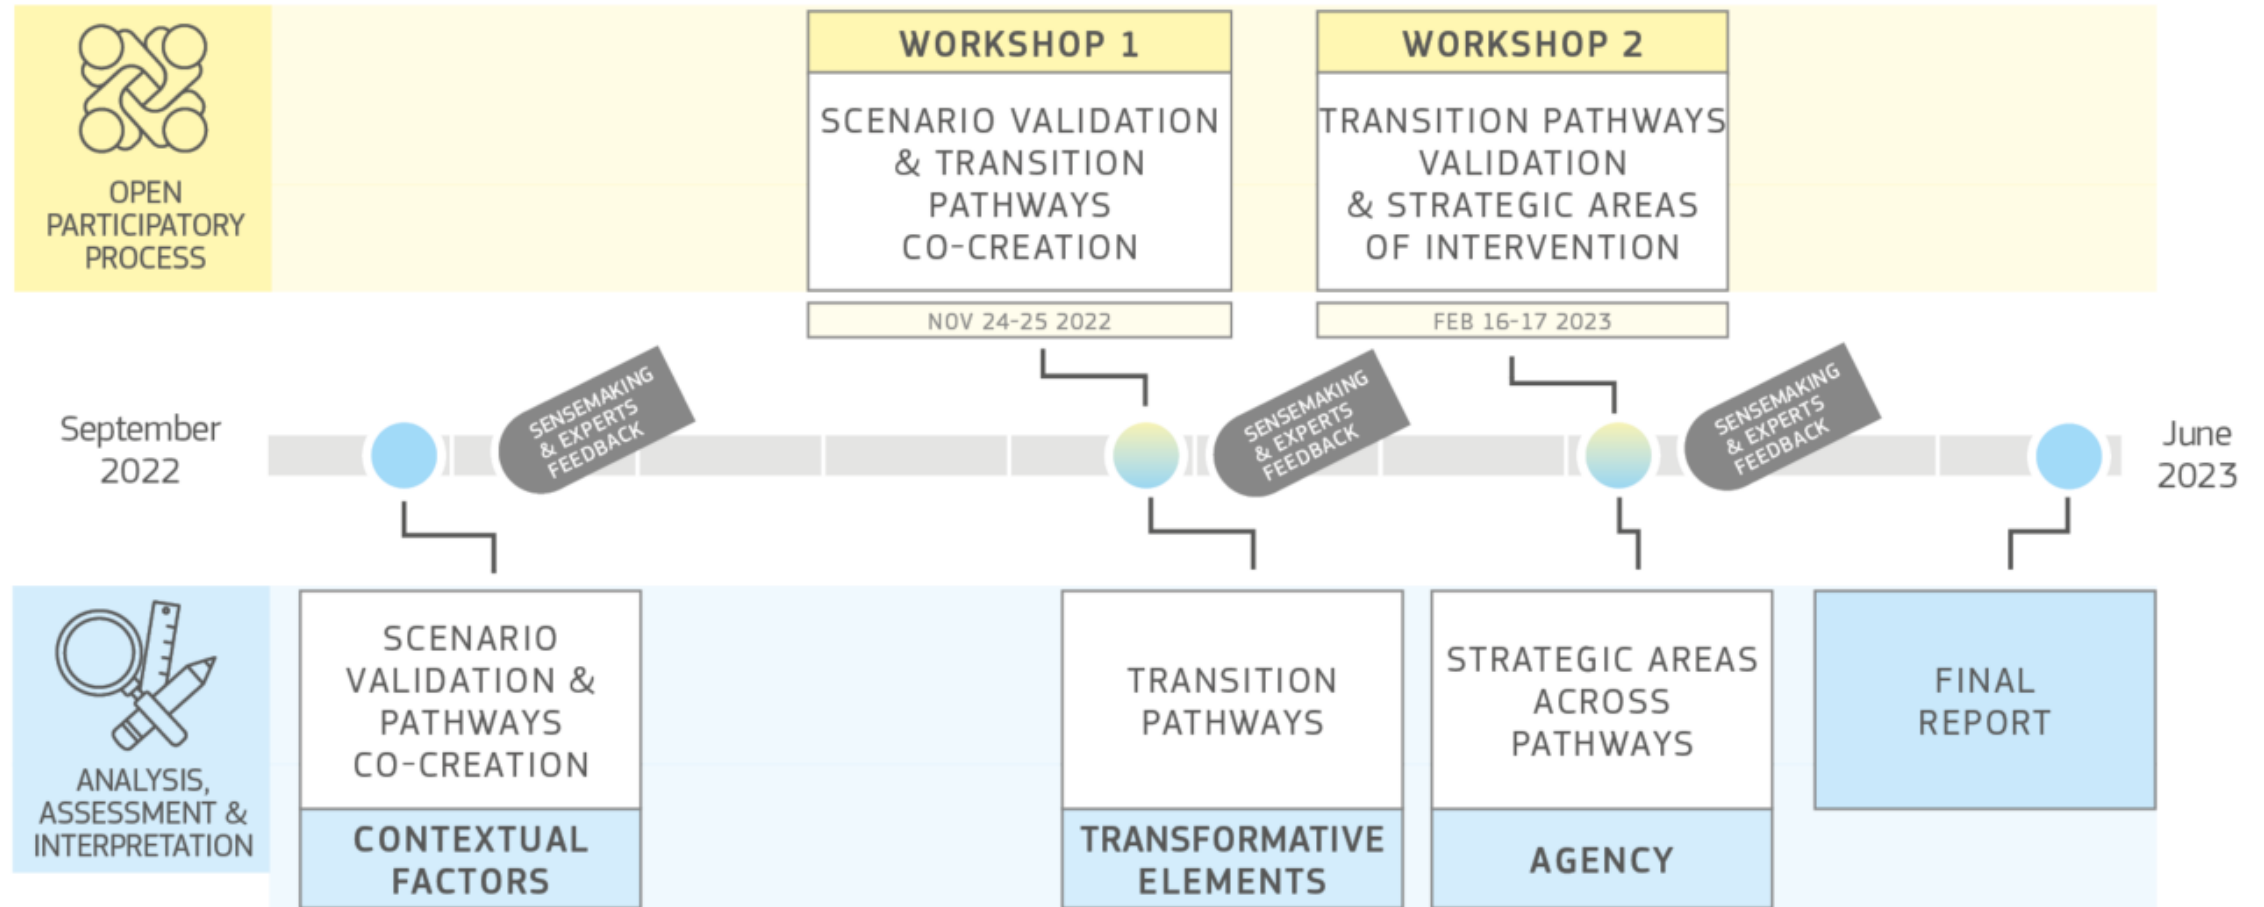 OPEN
PARTICIPATORY
PROCESS
WORKSHOP 1
SCENARIO VALIDATION
& TRANSITION
PATHWAYS
CO-CREATION
NOV 24-25 2022
WORKSHOP 2
TRANSITION PATHWAYS
VALIDATION
& STRATEGIC AREAS
OF INTERVENTION
FEB 16-17 2023
September
2022
SENSEMAKING
& EXPERTS
FEEDBACK
SENSEMAKING
& EXPERTS
FEEDBACK
SENSEMAKING
& EXPERTS
FEEDBACK
June
2023
ANALYSIS,
ASSESSMENT &
INTERPRETATION
SCENARIO
VALIDATION &
PATHWAYS
CO-CREATION
CONTEXTUAL
FACTORS
TRANSITION
PATHWAYS
TRANSFORMATIVE
ELEMENTS
STRATEGIC AREAS
ACROSS
PATHWAYS
AGENCY
FINAL
REPORT